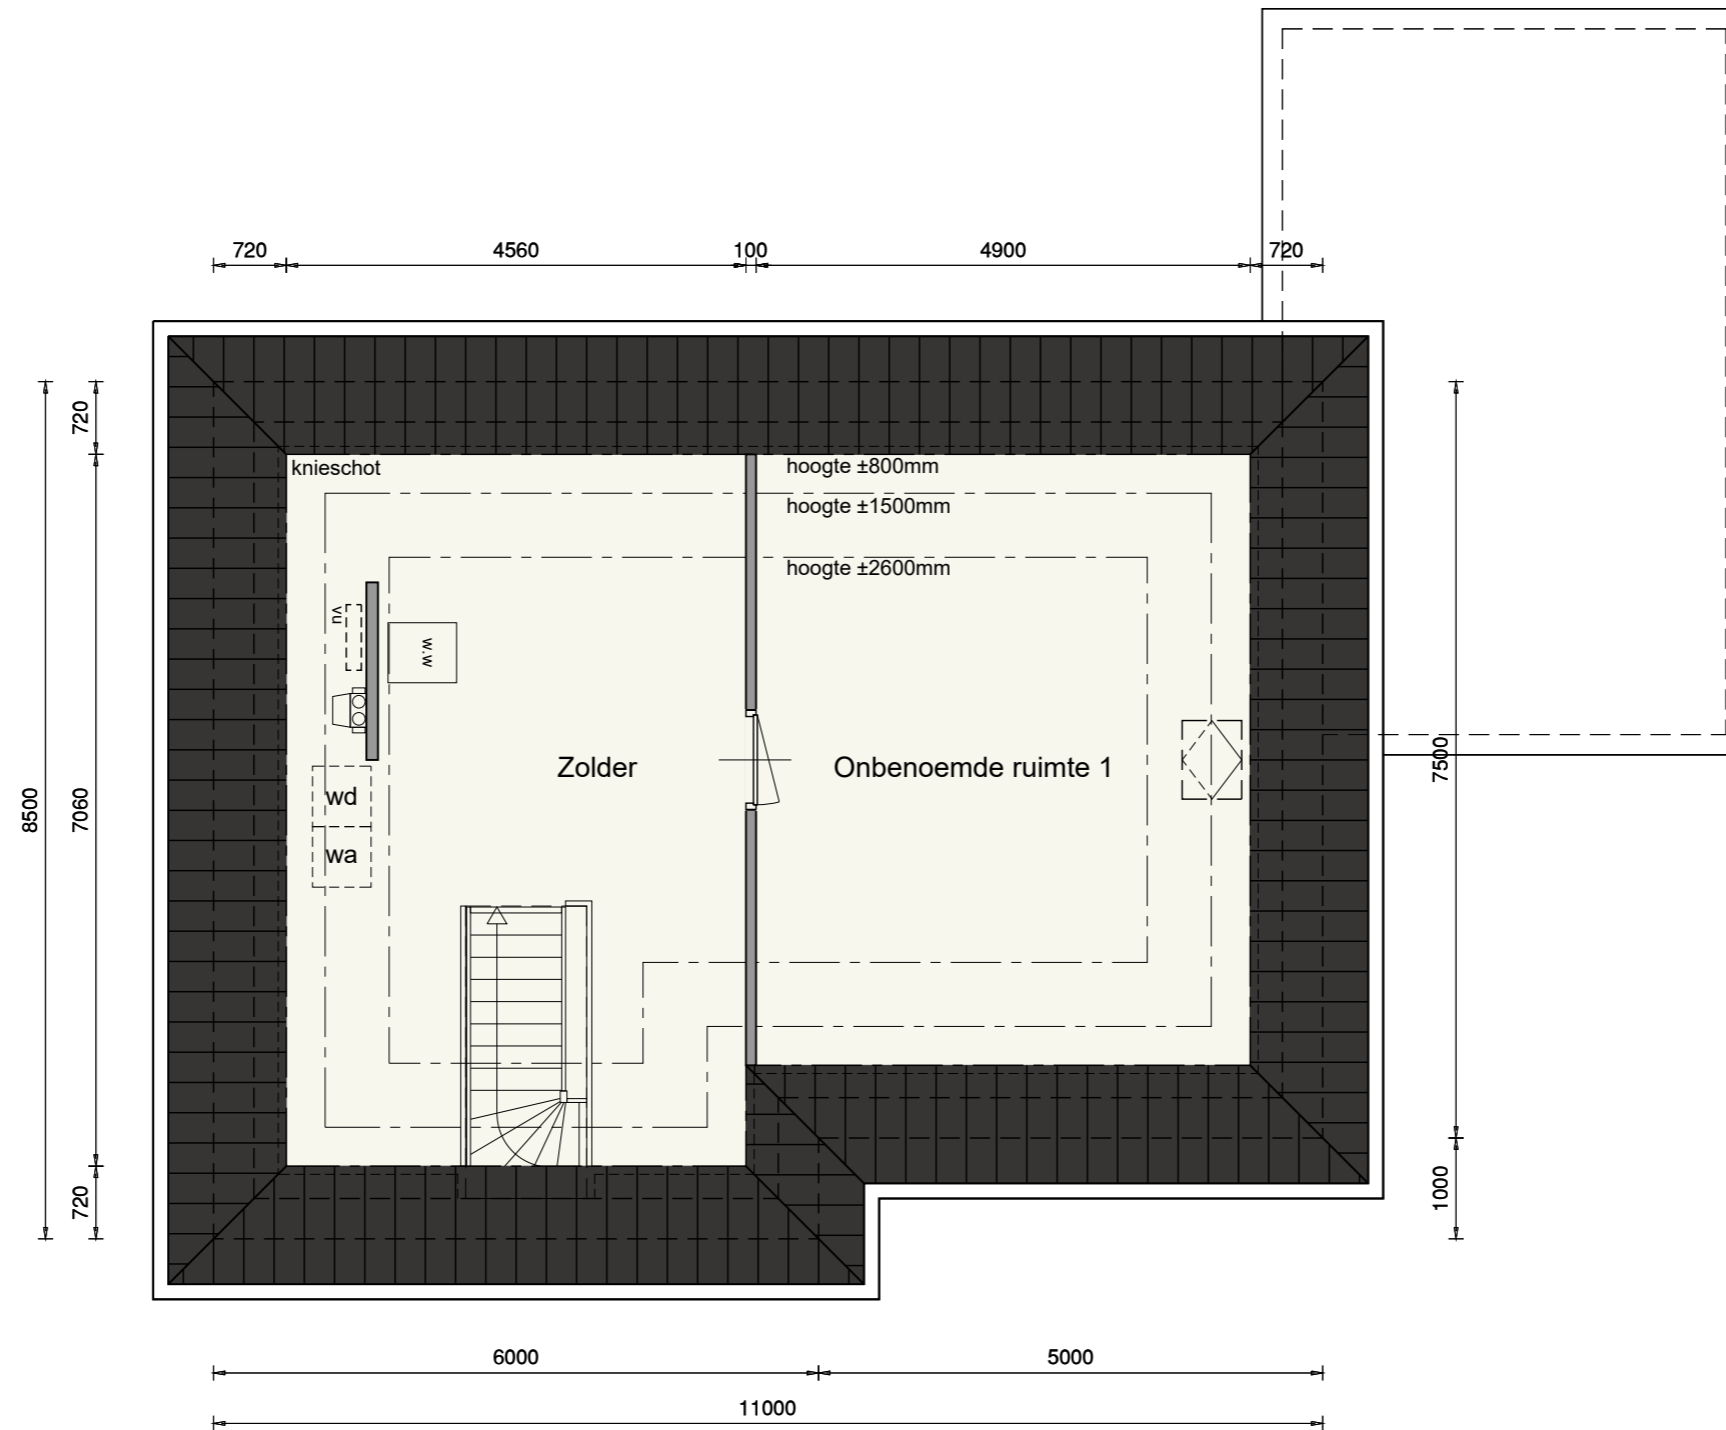 720 4560 100 4900 720
knieschot
hoogte ±800mm
hoogte ±1500mm
hoogte ±2600mm
720
vu
w.w
Zolder
Onbenoemde ruimte 1
wd
wa
8500
7060
7500
720
1000
6000 5000
11000